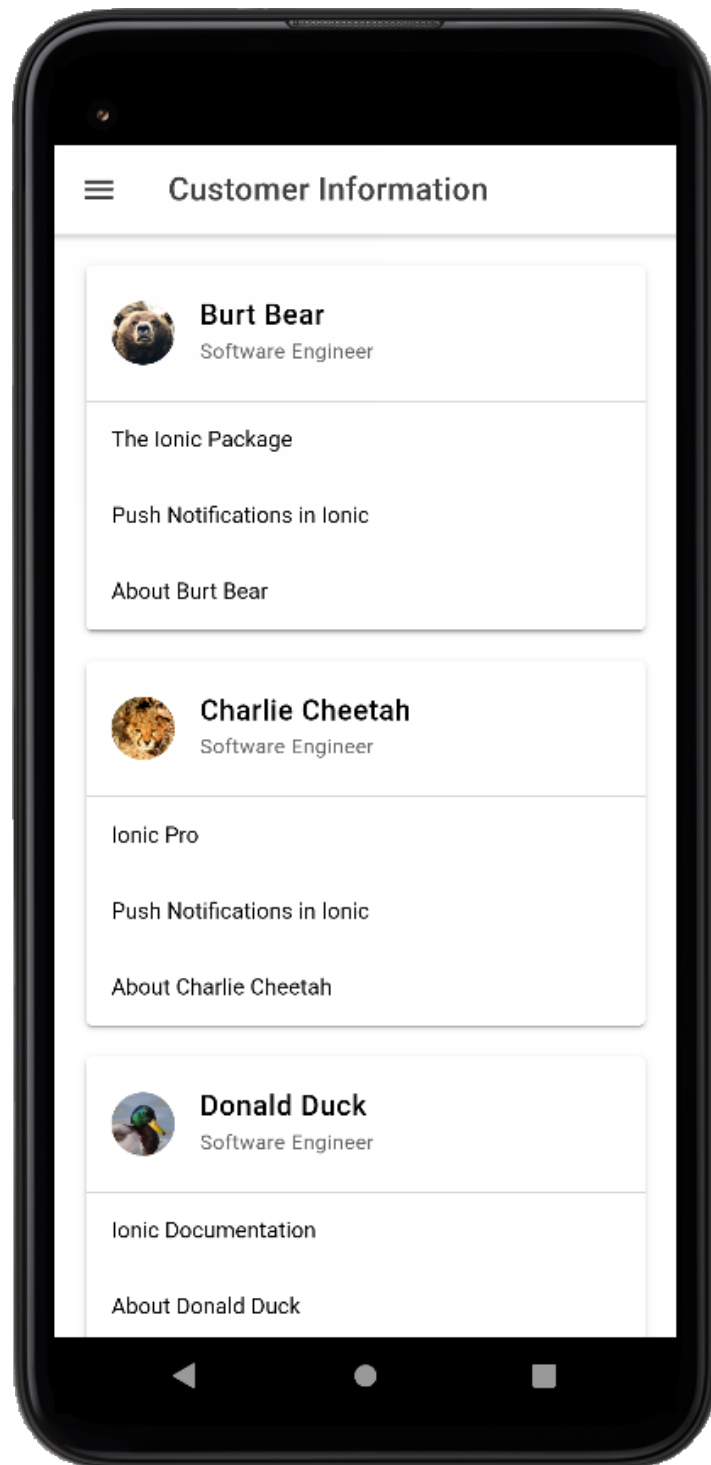 Customer Information
Burt Bear
Software Engineer
The Ionic Package
Push Notifications in Ionic
About Burt Bear
Charlie Cheetah
Software Engineer
Ionic Pro
Push Notifications in Ionic
About Charlie Cheetah
Donald Duck
Software Engineer
Ionic Documentation
About Donald Duck